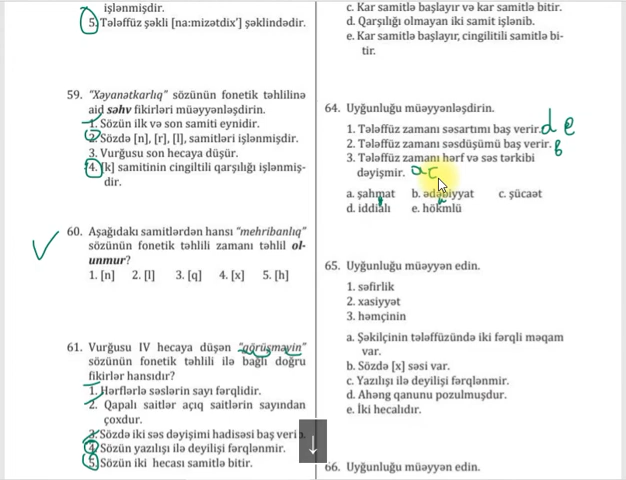 işlənmişdir.
5. Tələffüz şəkli [na:mizətdix'] şəklindədir.
59. "Xəyanətkarlıq" sözünün fonetik təhlilinə
aid səhv fikirləri müəyyənləşdirin.
1. Sözün ilk və son samiti eynidir.
2. Sözdə [n], [r], [l], samitləri işlənmişdir.
3. Vurğusu son hecaya düşür.
4. [k] samitinin cingiltili qarşılığı işlənmiş-
dir.
60. Aşağıdakı samitlərdən hansı "mehribanlıq"
sözünün fonetik təhlili zamanı təhlil ol-
unmur?
1. [n] 2. [l] 3. [q] 4. [x] 5. [h]
61. Vurğusu IV hecaya düşən "görüşməyin"
sözünün fonetik təhlili ilə bağlı doğru
fikirlər hansıdır?
1. Hərflərlə səslərin sayı fərqlidir.
2. Qapalı saitlər açıq saitlərin sayından
çoxdur.
3. Sözdə iki səs dəyişimi hadisəsi baş verib.
4. Sözün yazılışı ilə deyilişi fərqlənmir.
5. Sözün iki hecası samitlə bitir.
c. Kar samitlə başlayır və kar samitlə bitir.
d. Qarşılığı olmayan iki samit işlənib.
e. Kar samitlə başlayır, cingiltili samitlə bi-
tir.
64. Uyğunluğu müəyyənləşdirin.
1. Tələffüz zamanı səsartımı baş verir. d e
2. Tələffüz zamanı səsdüşümü baş verir. b
3. Tələffüz zamanı hərf və səs tərkibi
dəyişmir. a c
a. şahmat b. ədəbiyyat c. şücaət
d. iddialı e. hökmlü
65. Uyğunluğu müəyyən edin.
1. səfirlik
2. xasiyyət
3. həmçinin
a. Şəkilçinin tələffüzündə iki fərqli məqam
var.
b. Sözdə [x] səsi var.
c. Yazılışı ilə deyilişi fərqlənmir.
d. Ahəng qanunu pozulmuşdur.
e. İki hecalıdır.
66. Uyğunluğu müəyyən edin.